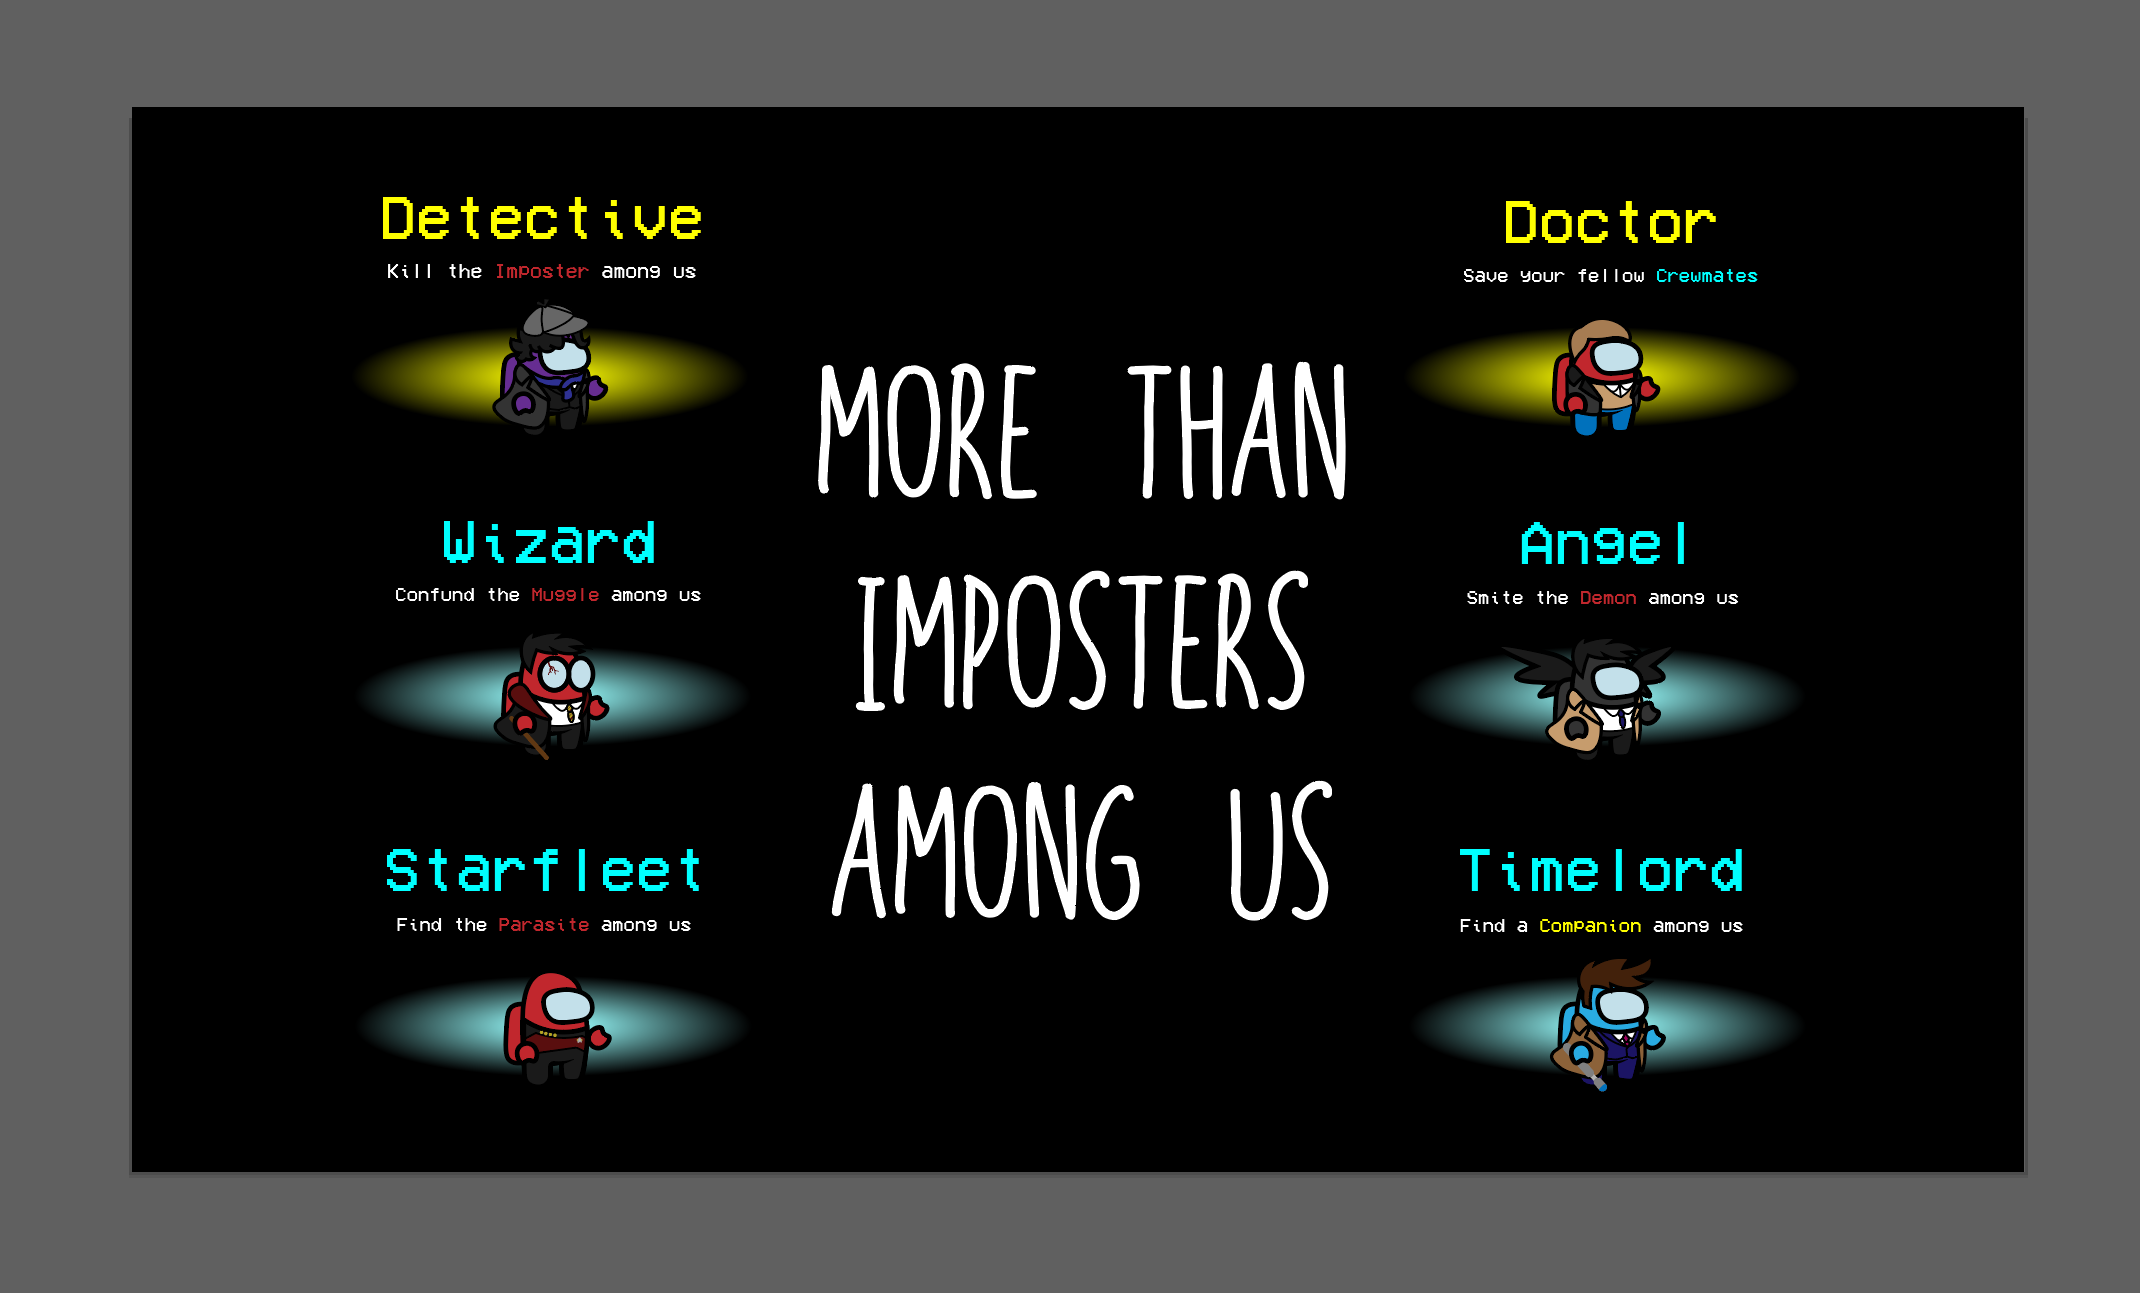 Detective
Kill the Imposter among us
Wizard
Confund the Muggle among us
Starfleet
Find the Parasite among us
MORE THAN
IMPOSTERS
AMONG US
Doctor
Save your fellow Crewmates
Angel
Smite the Demon among us
Timelord
Find a Companion among us